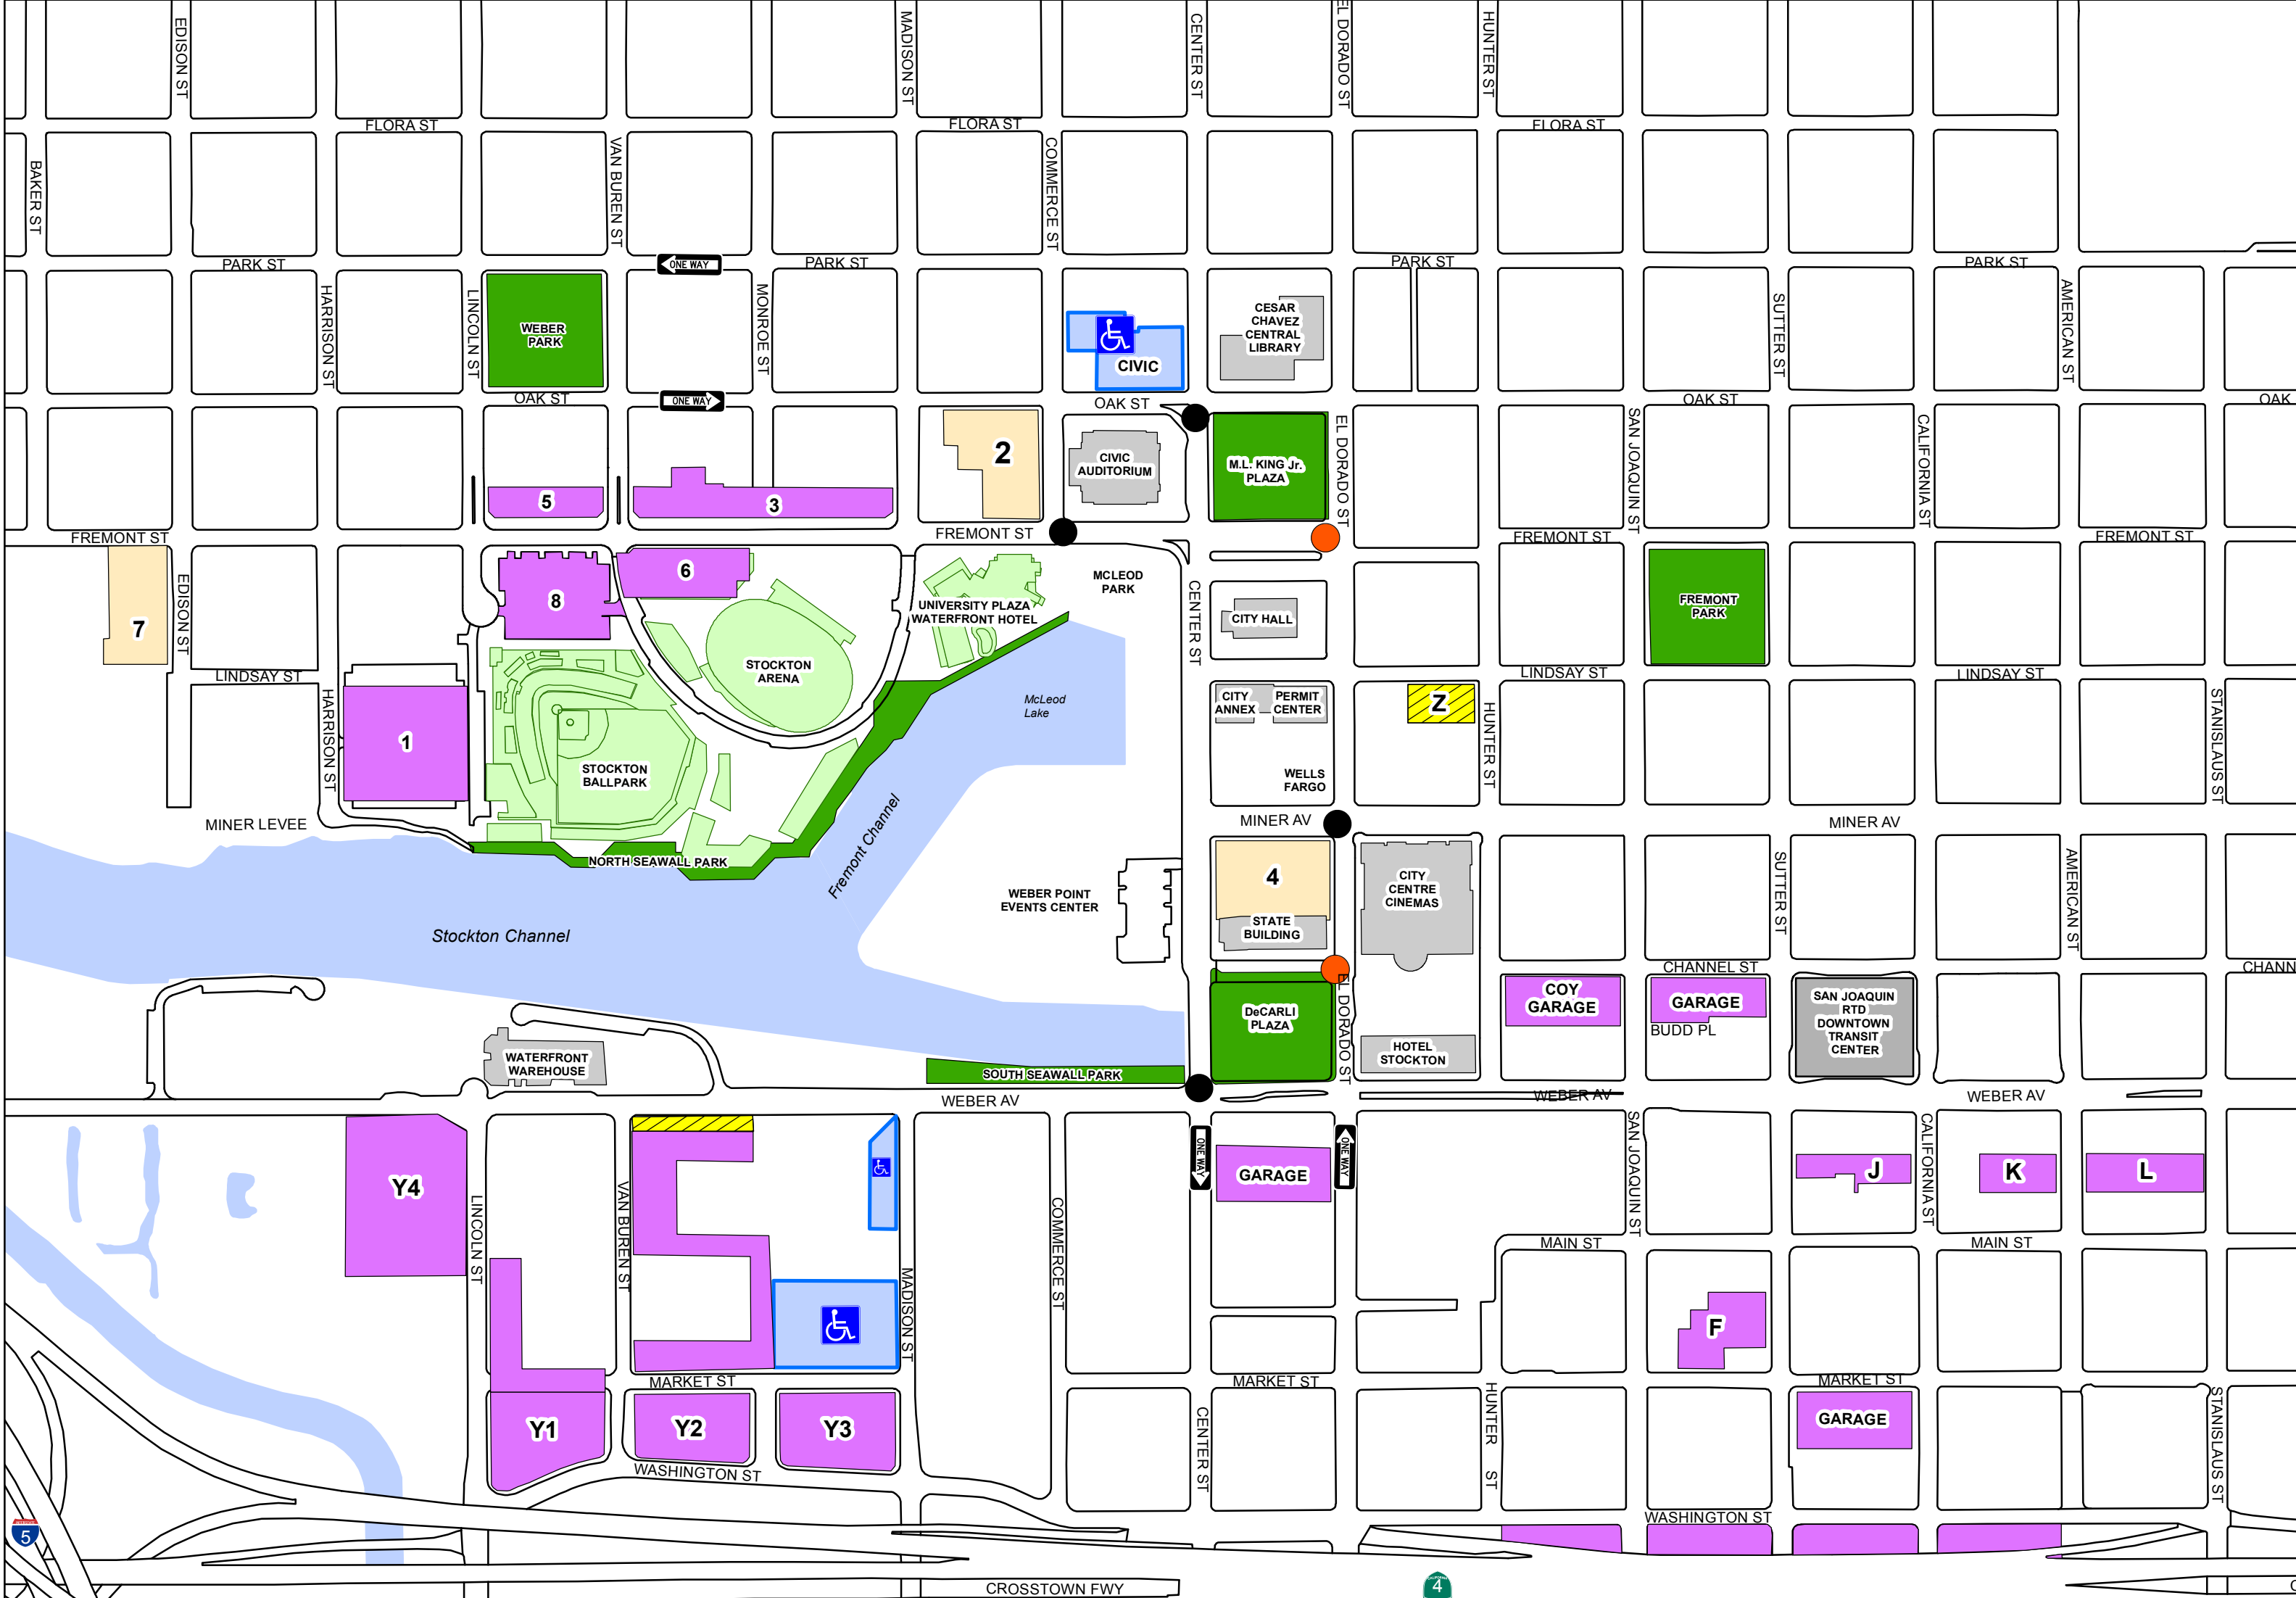 EDISON ST
MADISON ST
CENTER ST
EL DORADO ST
HUNTER ST
FLORA ST
FLORA ST
FLORA ST
BAKER ST
VAN BUREN ST
COMMERCE ST
PARK ST
ONE WAY
PARK ST
PARK ST
PARK ST
HARRISON ST
LINCOLN ST
WEBER
PARK
MONROE ST
CIVIC
CESAR
CHAVEZ
CENTRAL
LIBRARY
SUTTER ST
AMERICAN ST
OAK ST
ONE WAY
OAK ST
OAK ST
OAK
5
3
2
CIVIC
AUDITORIUM
M.L. KING Jr.
PLAZA
EL DORADO ST
SAN JOAQUIN ST
CALIFORNIA ST
FREMONT ST
FREMONT ST
FREMONT ST
FREMONT ST
7
EDISON ST
8
6
UNIVERSITY PLAZA
WATERFRONT HOTEL
MCLEOD
PARK
CENTER ST
CITY HALL
FREMONT
PARK
LINDSAY ST
STOCKTON
ARENA
LINDSAY ST
LINDSAY ST
HARRISON ST
1
STOCKTON
BALLPARK
McLeod
Lake
CITY
ANNEX
PERMIT
CENTER
Z
HUNTER ST
STANISLAUS ST
WELLS
FARGO
MINER LEVEE
MINER AV
MINER AV
NORTH SEAWALL PARK
Fremont Channel
Stockton Channel
WEBER POINT
EVENTS CENTER
4
STATE
BUILDING
CITY
CENTRE
CINEMAS
SUTTER ST
AMERICAN ST
CHANNEL ST
CHANN
DeCARLI
PLAZA
EL DORADO ST
COY
GARAGE
GARAGE
BUDD PL
SAN JOAQUIN
RTD
DOWNTOWN
TRANSIT
CENTER
HOTEL
STOCKTON
WATERFRONT
WAREHOUSE
SOUTH SEAWALL PARK
WEBER AV
WEBER AV
WEBER AV
Y4
LINCOLN ST
VAN BUREN ST
MADISON ST
COMMERCE ST
ONE WAY
GARAGE
ONE WAY
SAN JOAQUIN ST
J
CALIFORNIA ST
K
L
MAIN ST
MAIN ST
F
MARKET ST
MARKET ST
MARKET ST
Y1
Y2
Y3
CENTER ST
HUNTER ST
GARAGE
STANISLAUS ST
WASHINGTON ST
WASHINGTON ST
5
CROSSTOWN FWY
4